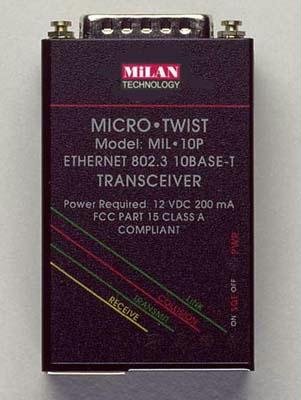 MiLAN
TECHNOLOGY
MICRO•TWIST
Model: MIL•10P
ETHERNET 802.3 10BASE-T
TRANSCEIVER
Power Required: 12 VDC 200 mA
FCC PART 15 CLASS A
COMPLIANT
LINK
COLLISION
TRANSMIT
RECEIVE
PWR
ON SQE OFF